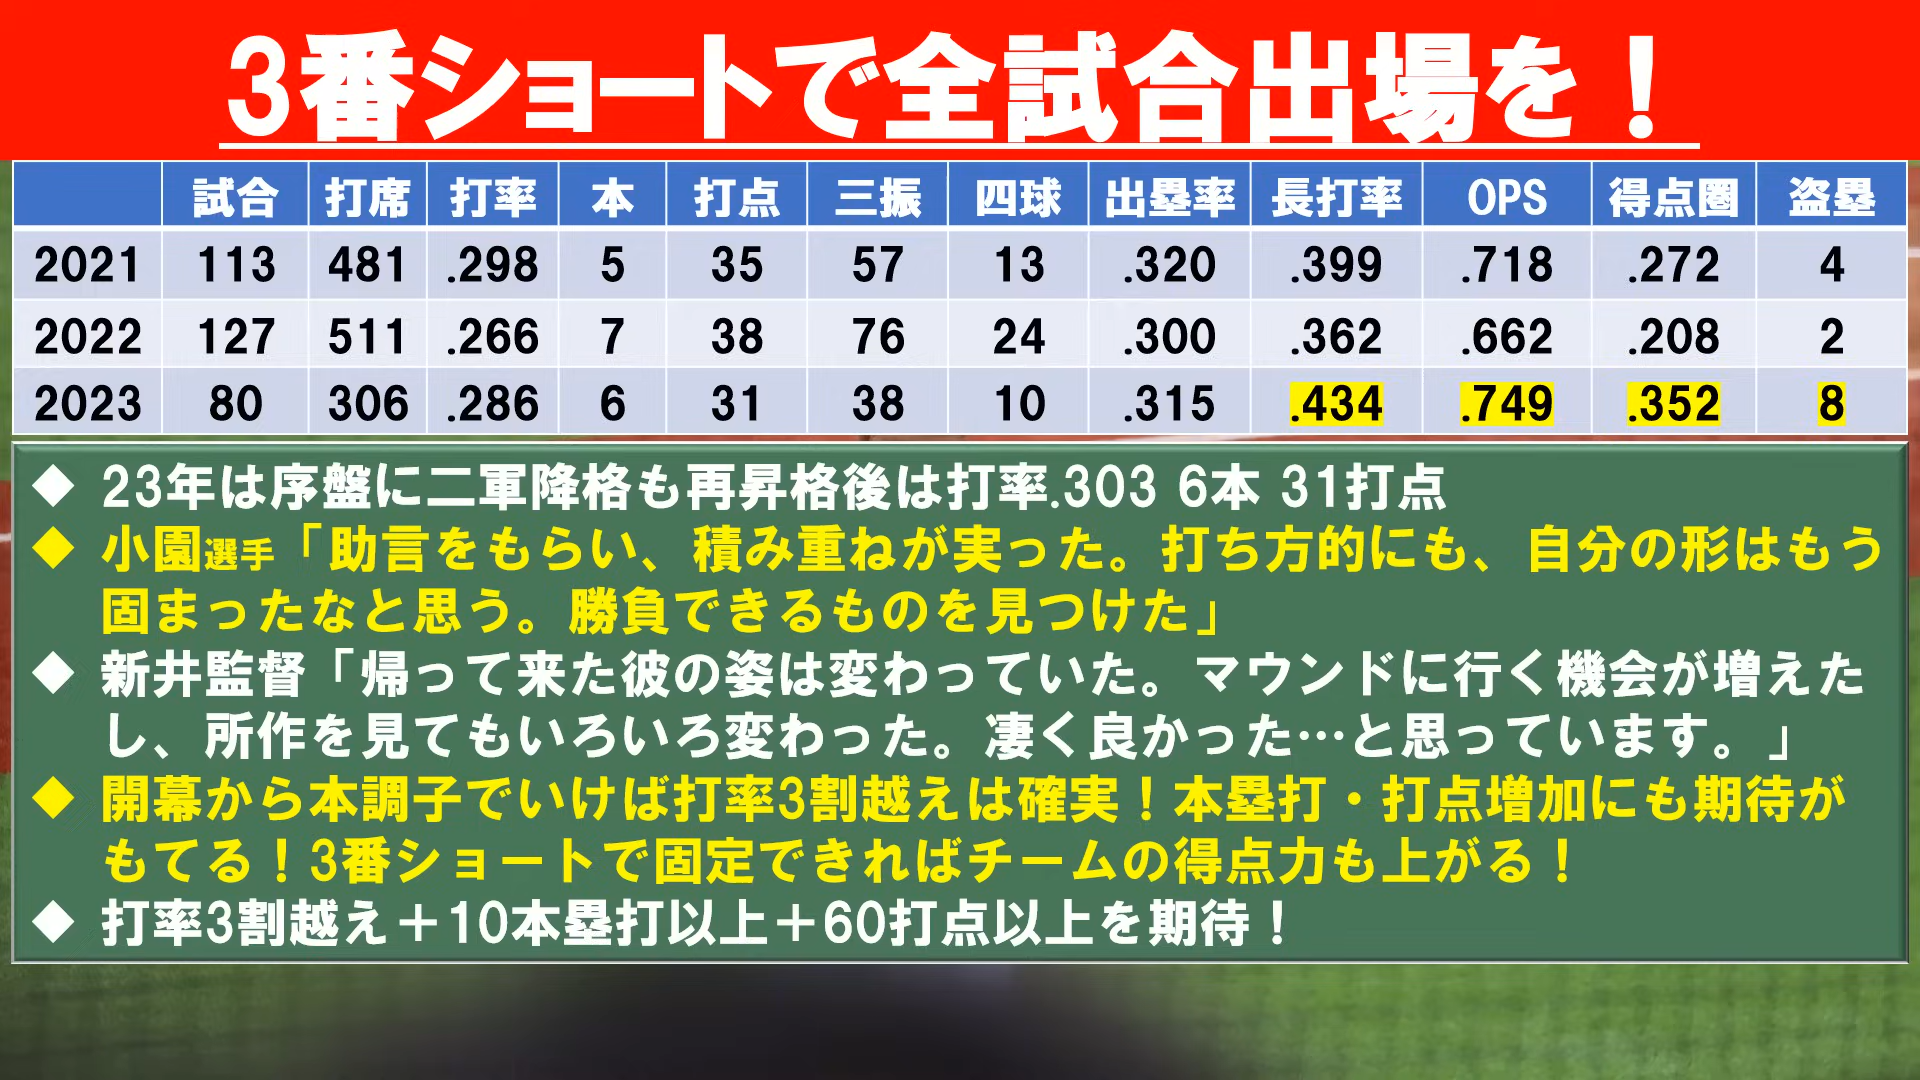 3番ショートで全試合出場を！
試合 打席 打率 本 打点 三振 四球 出塁率 長打率 OPS 得点圏 盗塁
2021 113 481 .298 5 35 57 13 .320 .399 .718 .272 4
2022 127 511 .266 7 38 76 24 .300 .362 .662 .208 2
2023 80 306 .286 6 31 38 10 .315 .434 .749 .352 8
◆ 23年は序盤に二軍降格も再昇格後は打率.303 6本 31打点
◆ 小園選手「助言をもらい、積み重ねが実った。打ち方的にも、自分の形はもう
固まったなと思う。勝負できるものを見つけた」
◆ 新井監督「帰って来た彼の姿は変わっていた。マウンドに行く機会が増えた
し、所作を見てもいろいろ変わった。凄く良かった…と思っています。」
◆ 開幕から本調子でいけば打率3割越えは確実！本塁打・打点増加にも期待が
もてる！3番ショートで固定できればチームの得点力も上がる！
◆ 打率3割越え＋10本塁打以上＋60打点以上を期待！